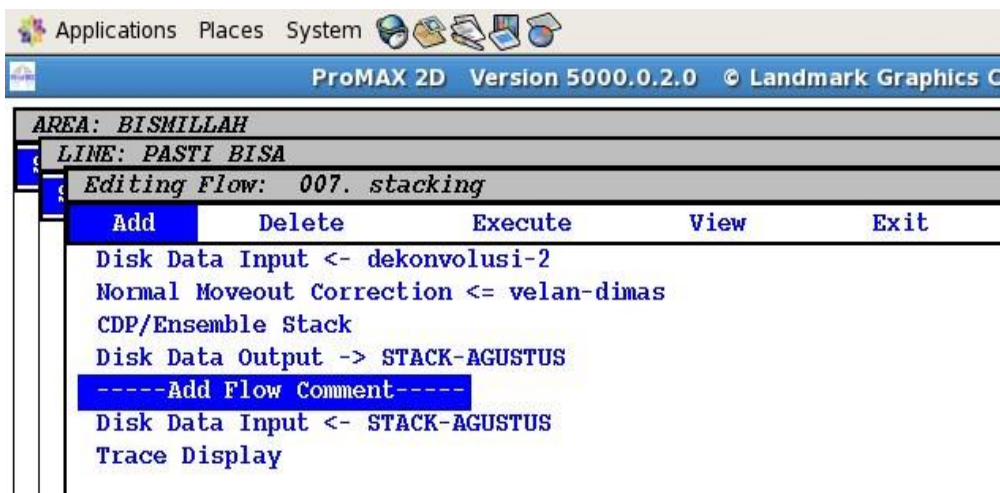 Applications Places System
ProMAX 2D Version 5000.0.2.0 © Landmark Graphics
AREA: BISMILLAH
LINE: PASTI BISA
Editing Flow: 007. stacking
Add Delete Execute View Exit
Disk Data Input <- dekonvolusi-2
Normal Moveout Correction <= velan-dimas
CDP/Ensemble Stack
Disk Data Output -> STACK-AGUSTUS
-----Add Flow Comment-----
Disk Data Input <- STACK-AGUSTUS
Trace Display